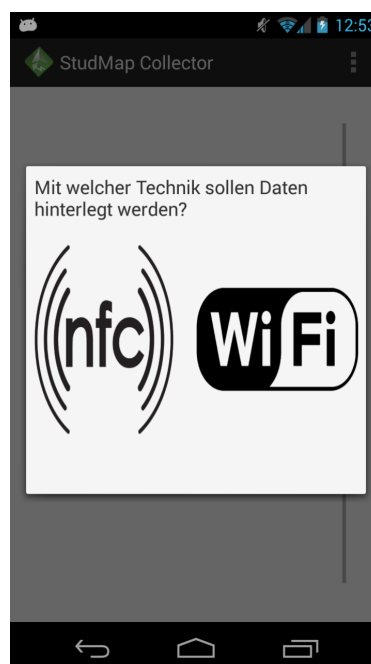 12:53
StudMap Collector
Mit welcher Technik sollen Daten
hinterlegt werden?
nfc
WiFi